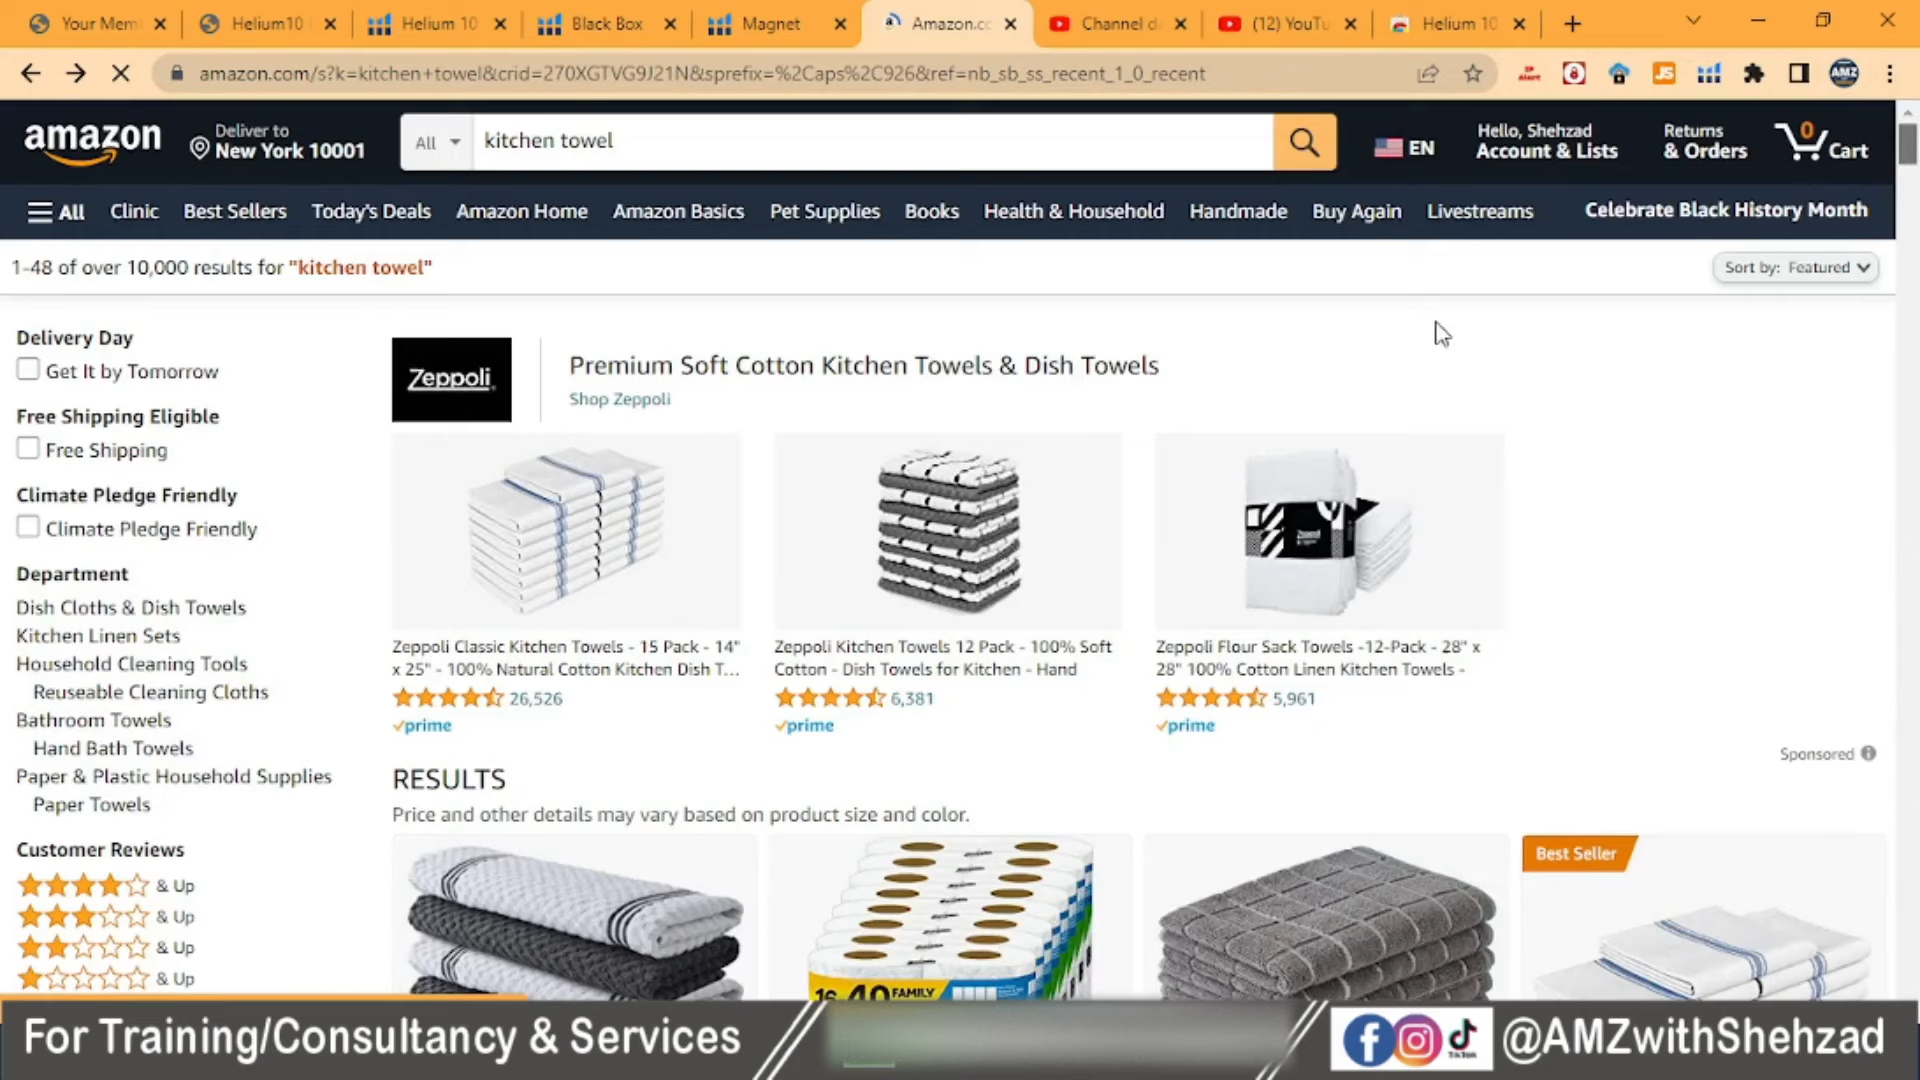 Your Mem
Helium10
Helium 10
Black Box
Magnet
Amazon.co
Channel d
(12) YouTu
Helium 10
amazon.com/s?k=kitchen+towel&crid=270XGTVG9J21N&sprefix=%2Caps%2C926&ref=nb_sb_ss_recent_1_0_recent
JS
AMZ
amazon
Deliver to
New York 10001
All
kitchen towel
EN
Hello, Shehzad
Account & Lists
Returns
& Orders
0
Cart
All
Clinic
Best Sellers
Today's Deals
Amazon Home
Amazon Basics
Pet Supplies
Books
Health & Household
Handmade
Buy Again
Livestreams
Celebrate Black History Month
1-48 of over 10,000 results for "kitchen towel"
Sort by: Featured
Delivery Day
Get It by Tomorrow
Free Shipping Eligible
Free Shipping
Climate Pledge Friendly
Climate Pledge Friendly
Department
Dish Cloths & Dish Towels
Kitchen Linen Sets
Household Cleaning Tools
Reuseable Cleaning Cloths
Bathroom Towels
Hand Bath Towels
Paper & Plastic Household Supplies
Paper Towels
Customer Reviews
& Up
& Up
& Up
& Up
Zeppoli
Premium Soft Cotton Kitchen Towels & Dish Towels
Shop Zeppoli
Zeppoli Classic Kitchen Towels - 15 Pack - 14"
x 25" - 100% Natural Cotton Kitchen Dish T...
26,526
prime
Zeppoli Kitchen Towels 12 Pack - 100% Soft
Cotton - Dish Towels for Kitchen - Hand
6,381
prime
Zeppoli Flour Sack Towels -12-Pack - 28" x
28" 100% Cotton Linen Kitchen Towels -
5,961
prime
Sponsored
RESULTS
Price and other details may vary based on product size and color.
16 40 FAMILY
Best Seller
For Training/Consultancy & Services
@AMZwithShehzad